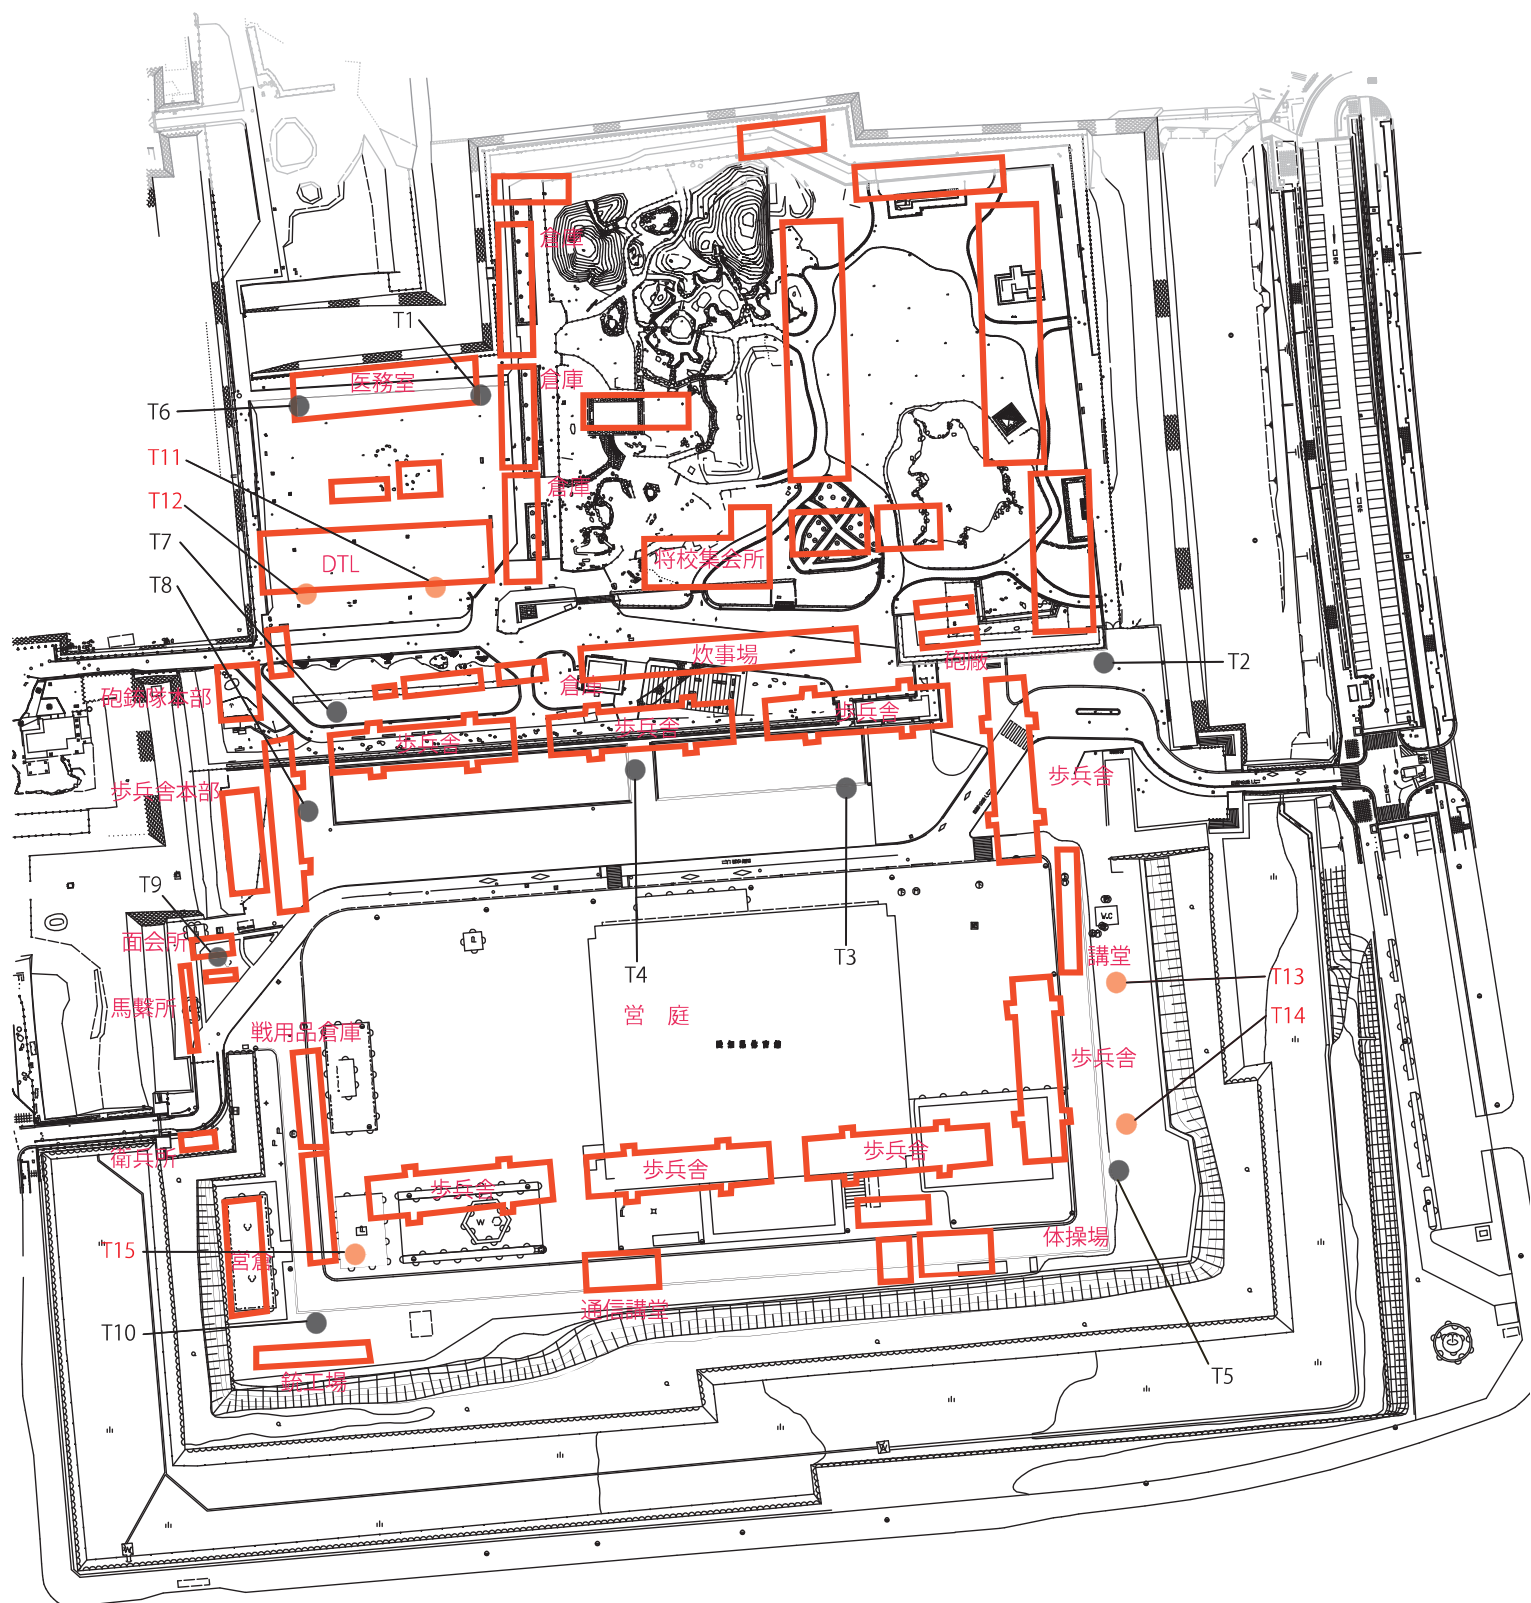 倉庫
T1
医務室
倉庫
T6
T11
倉庫
T12
T7
将校集会所
DTL
T8
炊事場
砲廠
T2
倉庫
砲銃隊本部
歩兵舎
歩兵舎
歩兵舎
歩兵舎
歩兵舎本部
T9
W.C
面会所
講堂
T3
T4
T13
馬繋所
営 庭
T14
戦用品倉庫
歩兵舎
衛兵所
歩兵舎
歩兵舎
歩兵舎
W
体操場
T15
営倉
通信講堂
T10
T5
銃工場